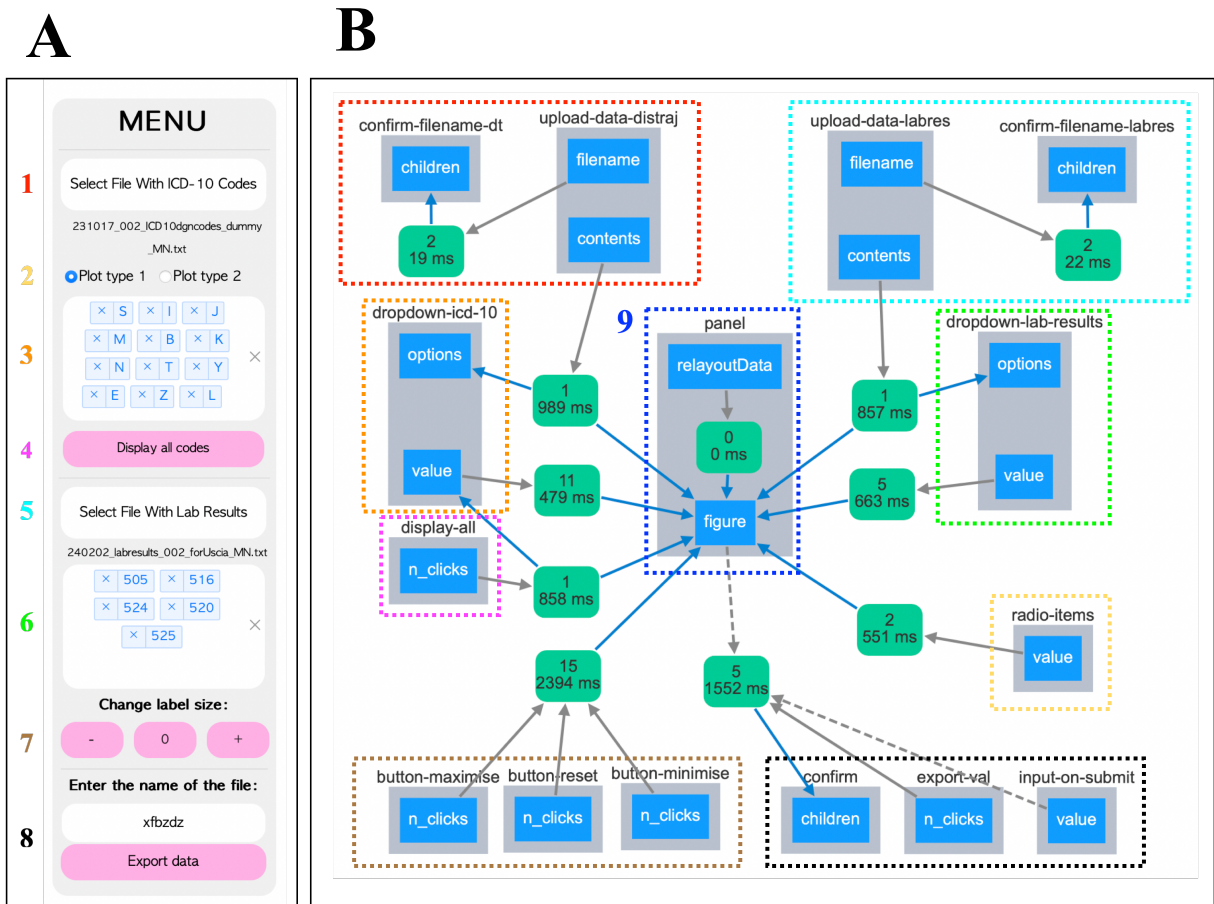 A
B
MENU
1
Select File With ICD-10 Codes
231017_002_ICD10dgncodes_dummy
_MN.txt
2
Plot type 1
Plot type 2
3
× S × I × J
× M × B × K
× N × T × Y
× E × Z × L
×
4
Display all codes
5
Select File With Lab Results
240202_labresults_002_forUscia_MN.txt
6
× 505 × 516
× 524 × 520
× 525
×
Change label size:
7
- 0 +
Enter the name of the file:
8
xfbzdz
Export data
confirm-filename-dt
upload-data-distraj
children
filename
2
19 ms
contents
upload-data-labres
confirm-filename-labres
filename
children
2
22 ms
contents
dropdown-icd-10
options
value
1
989 ms
11
479 ms
display-all
n_clicks
1
858 ms
9
panel
relayoutData
0
0 ms
figure
dropdown-lab-results
options
value
1
857 ms
5
663 ms
radio-items
value
2
551 ms
15
2394 ms
5
1552 ms
button-maximise
button-reset
button-minimise
n_clicks
n_clicks
n_clicks
confirm
export-val
input-on-submit
children
n_clicks
value